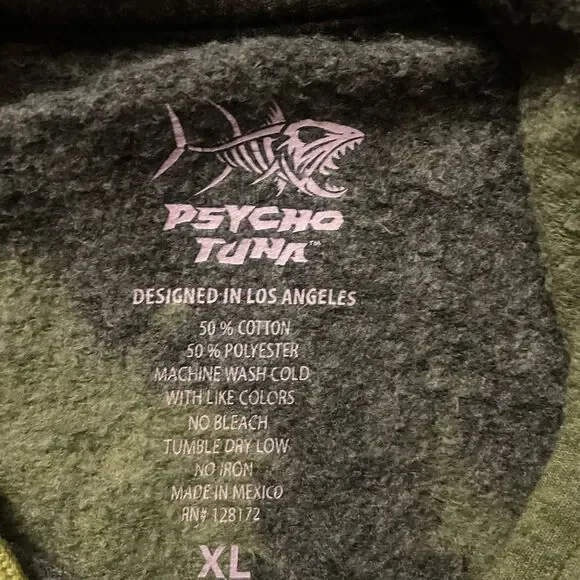 PSYCHO
TUNA™
DESIGNED IN LOS ANGELES
50 % COTTON
50 % POLYESTER
MACHINE WASH COLD
WITH LIKE COLORS
NO BLEACH
TUMBLE DRY LOW
NO IRON
MADE IN MEXICO
RN# 128172
XL